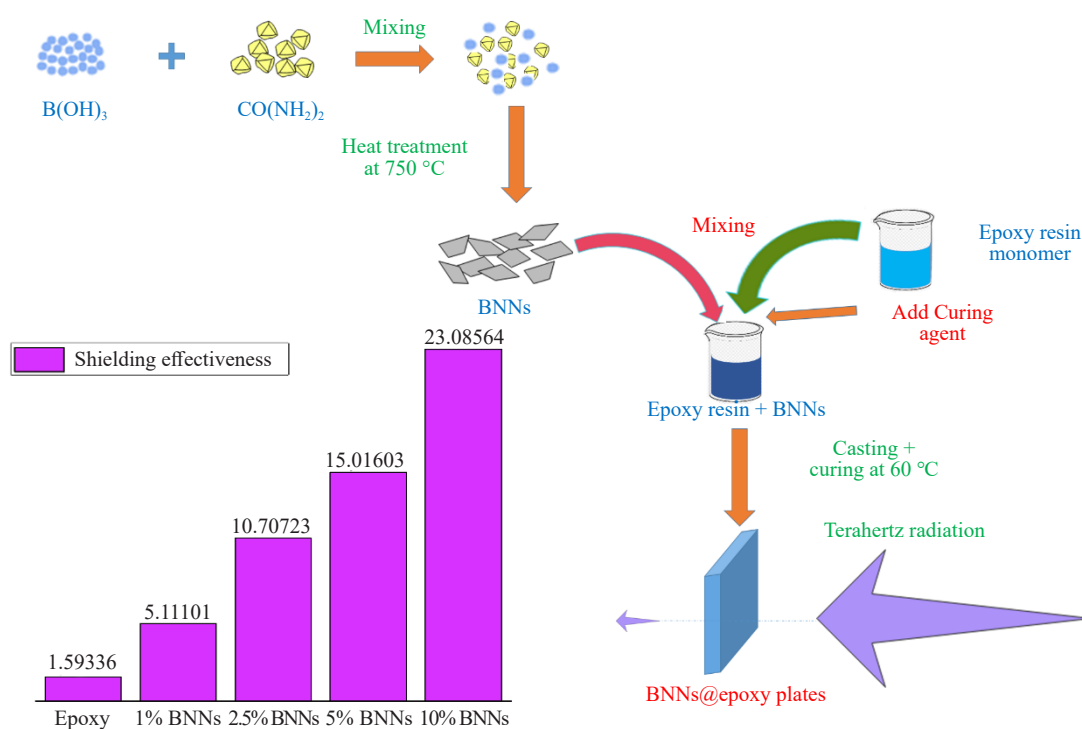 Mixing
B(OH)₃
+
CO(NH₂)₂
Heat treatment
at 750 °C
BNNs
Mixing
Epoxy resin
monomer
Add Curing
agent
Epoxy resin + BNNs
Casting +
curing at 60 °C
Terahertz radiation
BNNs@epoxy plates
Shielding effectiveness
1.59336
5.11101
10.70723
15.01603
23.08564
Epoxy
1% BNNs
2.5% BNNs
5% BNNs
10% BNNs